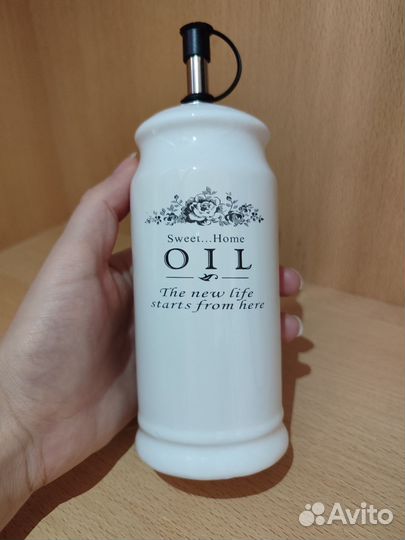 Sweet...Home
OIL
The new life
starts from here
Avito